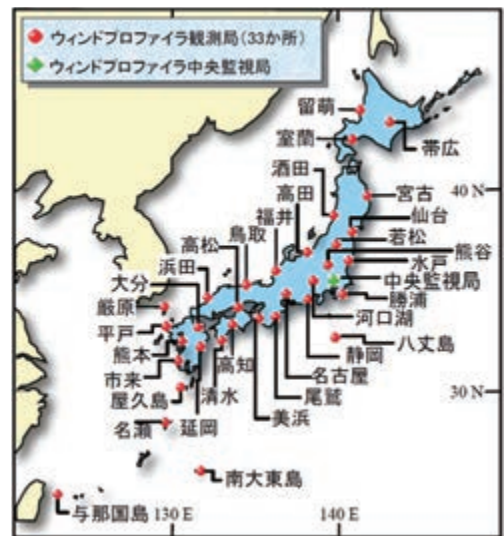 ウィンドプロファイラ観測局（33か所）
ウィンドプロファイラ中央監視局
留萌
室蘭
帯広
酒田
40 N
高田
宮古
福井
仙台
鳥取
若松
高松
熊谷
浜田
水戸
大分
中央監視局
厳原
勝浦
河口湖
平戸
八丈島
熊本
高知
静岡
市来
名古屋
清水
尾鷲
屋久島
30 N
美浜
名瀬
延岡
南大東島
与那国島
130 E
140 E